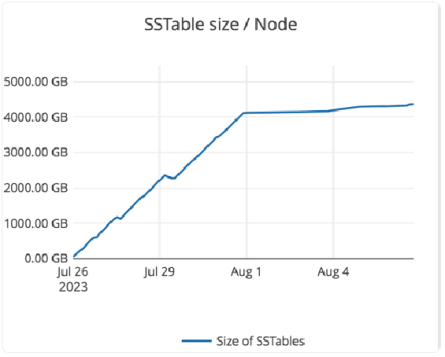 SSTable size / Node
5000.00 GB
4000.00 GB
3000.00 GB
2000.00 GB
1000.00 GB
0.00 GB
Jul 26 Jul 29 Aug 1 Aug 4
2023
Size of SSTables